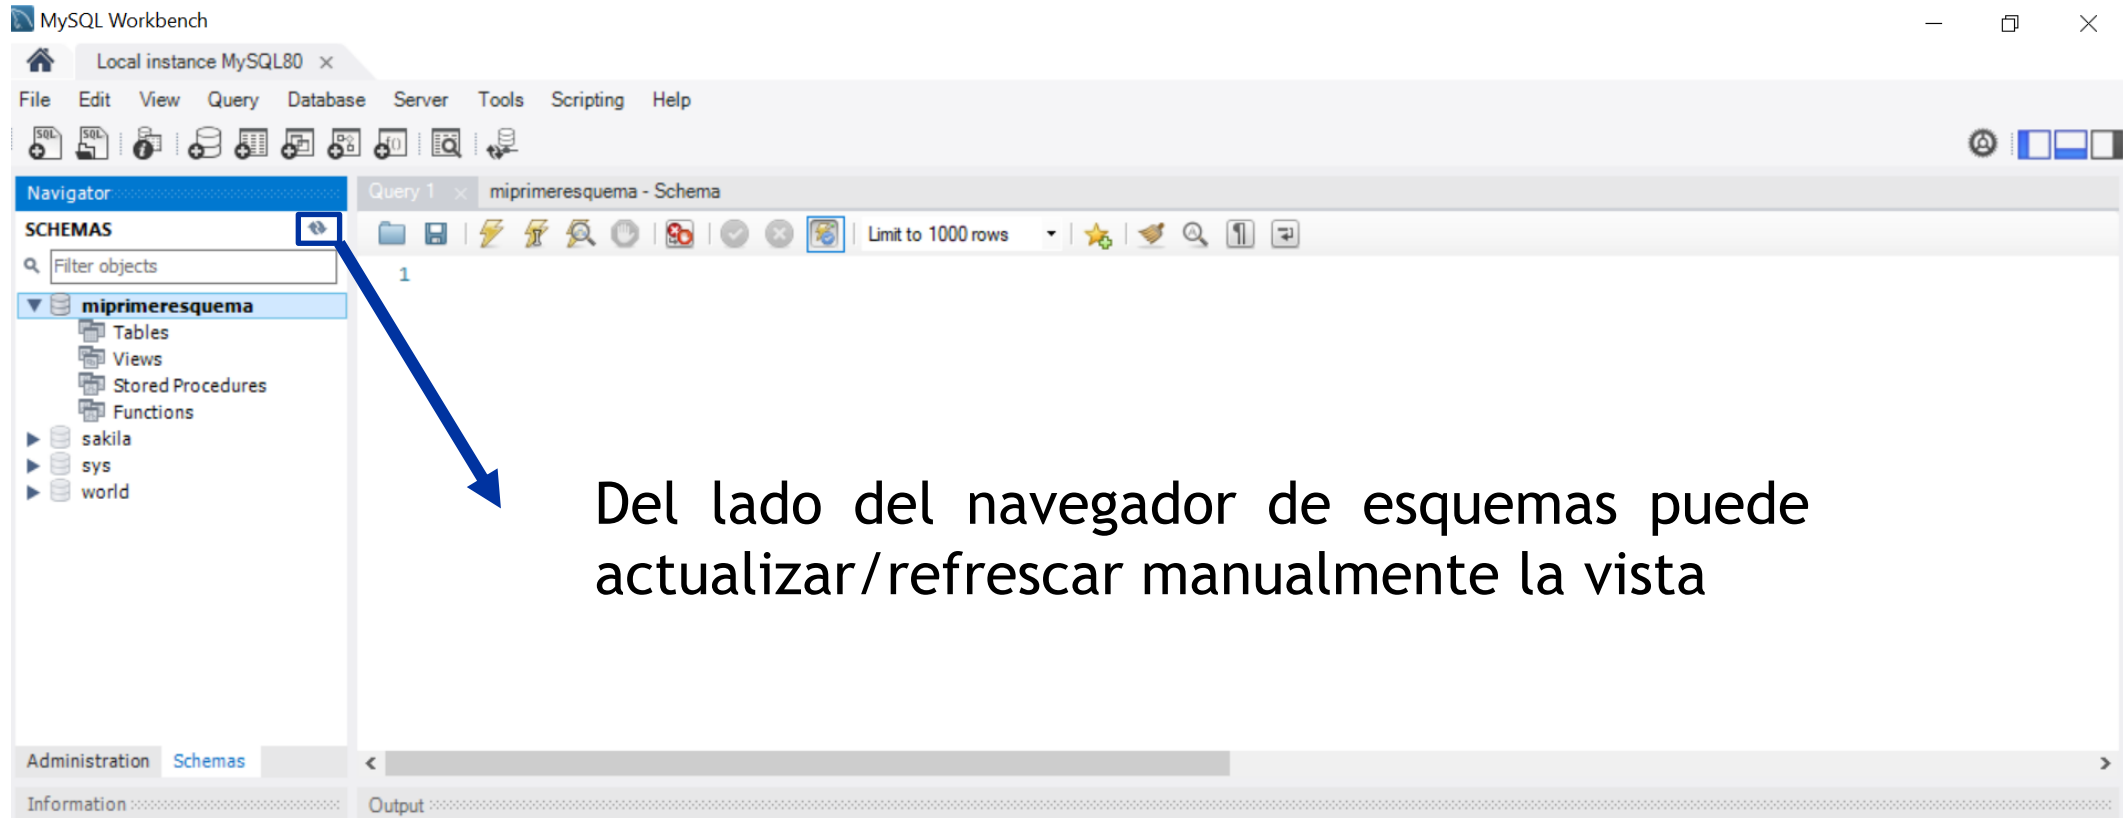 MySQL Workbench
Local instance MySQL80
File Edit View Query Database Server Tools Scripting Help
Navigator
Query 1 miprimeresquema - Schema
SCHEMAS
Limit to 1000 rows
Filter objects
1
miprimeresquema
Tables
Views
Stored Procedures
Functions
sakila
sys
world
Del lado del navegador de esquemas puede
actualizar/refrescar manualmente la vista
Administration Schemas
Information
Output